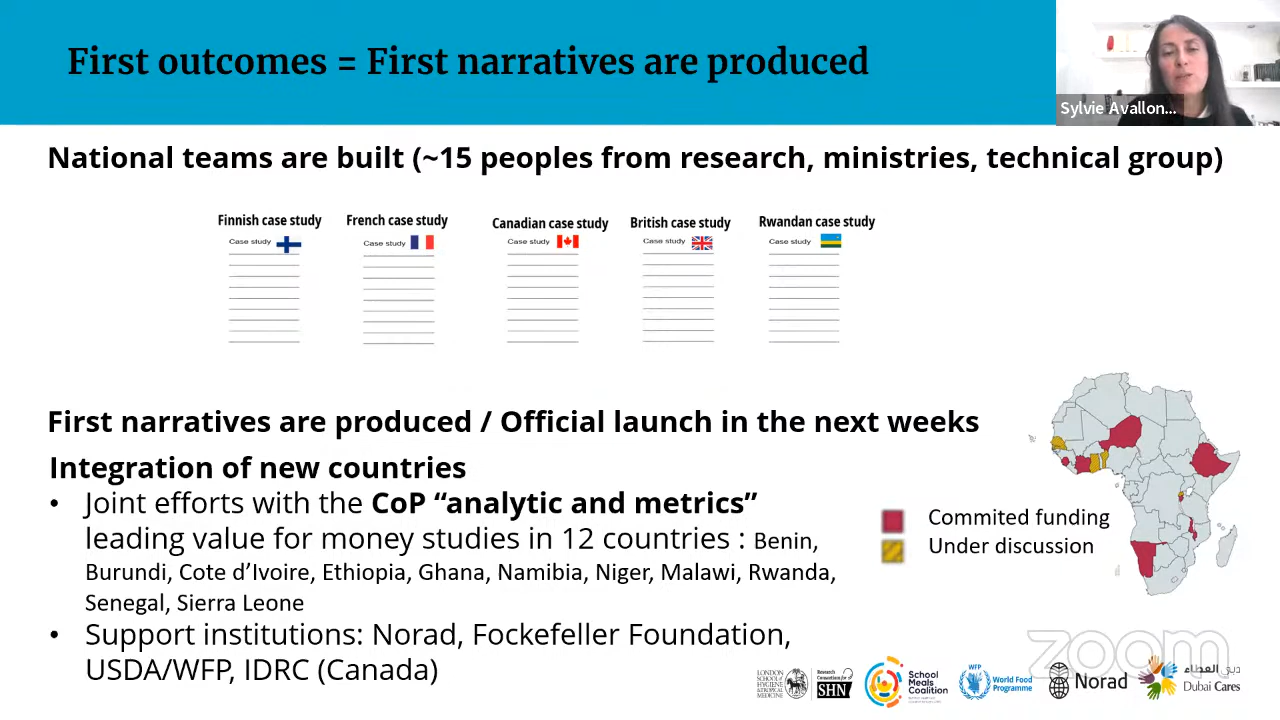 First outcomes = First narratives are produced
Sylvie Avallon...
National teams are built (~15 peoples from research, ministries, technical group)
Finnish case study
French case study
Canadian case study
British case study
Rwandan case study
Case study
Case study
Case study
Case study
Case study
First narratives are produced / Official launch in the next weeks
Integration of new countries
• Joint efforts with the CoP “analytic and metrics”
leading value for money studies in 12 countries : Benin,
Burundi, Cote d’Ivoire, Ethiopia, Ghana, Namibia, Niger, Malawi, Rwanda,
Senegal, Sierra Leone
• Support institutions: Norad, Fockefeller Foundation,
USDA/WFP, IDRC (Canada)
Commited funding
Under discussion
zoom
LONDON
SCHOOL of
HYGIENE
&TROPICAL
MEDICINE
Research
Consortium for
SHN
School
Meals
Coalition
WFP
World Food
Programme
Norad
دبي العطاء
Dubai Cares